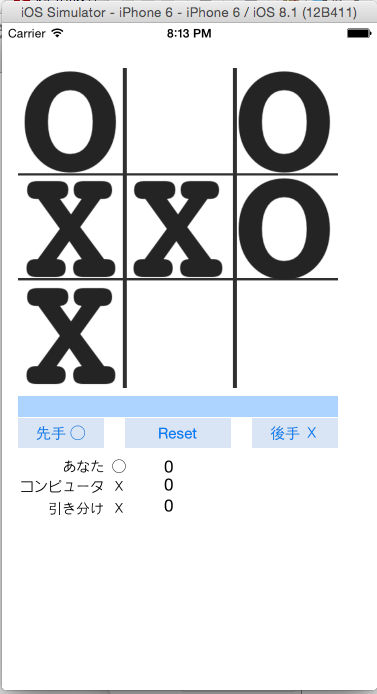 iOS Simulator - iPhone 6 - iPhone 6 / iOS 8.1 (12B411)
Carrier 8:13 PM
O O
X X O
X
先手 ◯ Reset 後手 X
あなた ◯ 0
コンピュータ X 0
引き分け X 0